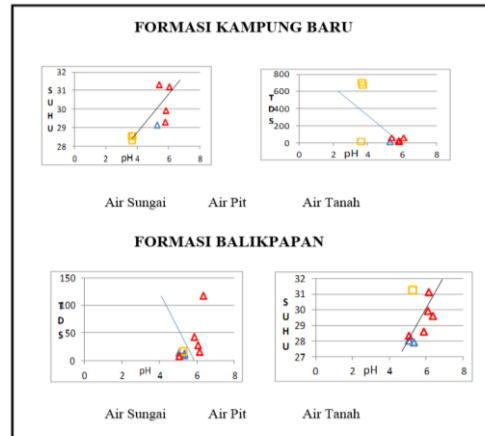 FORMASI KAMPUNG BARU
32
31
30
29
28
S
U
H
U
0 2 4 6 8
pH
800
600
400
200
0
T
D
S
0 2 4 6 8
pH
Air Sungai Air Pit Air Tanah
FORMASI BALIKPAPAN
150
100
50
0
T
D
S
0 2 4 6 8
pH
32
31
30
29
28
27
S
U
H
U
0 2 4 6 8
pH
Air Sungai Air Pit Air Tanah